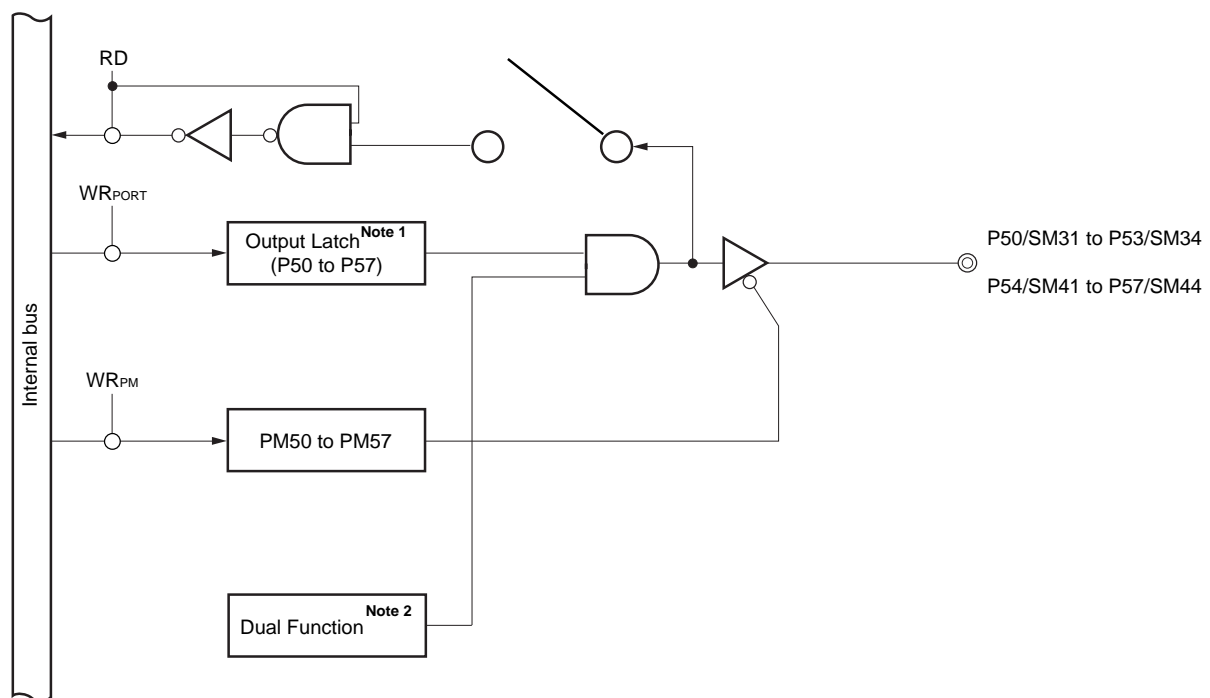 RD
WRPORT
Output Latch Note 1
(P50 to P57)
P50/SM31 to P53/SM34
P54/SM41 to P57/SM44
Internal bus
WRPM
PM50 to PM57
Dual Function Note 2